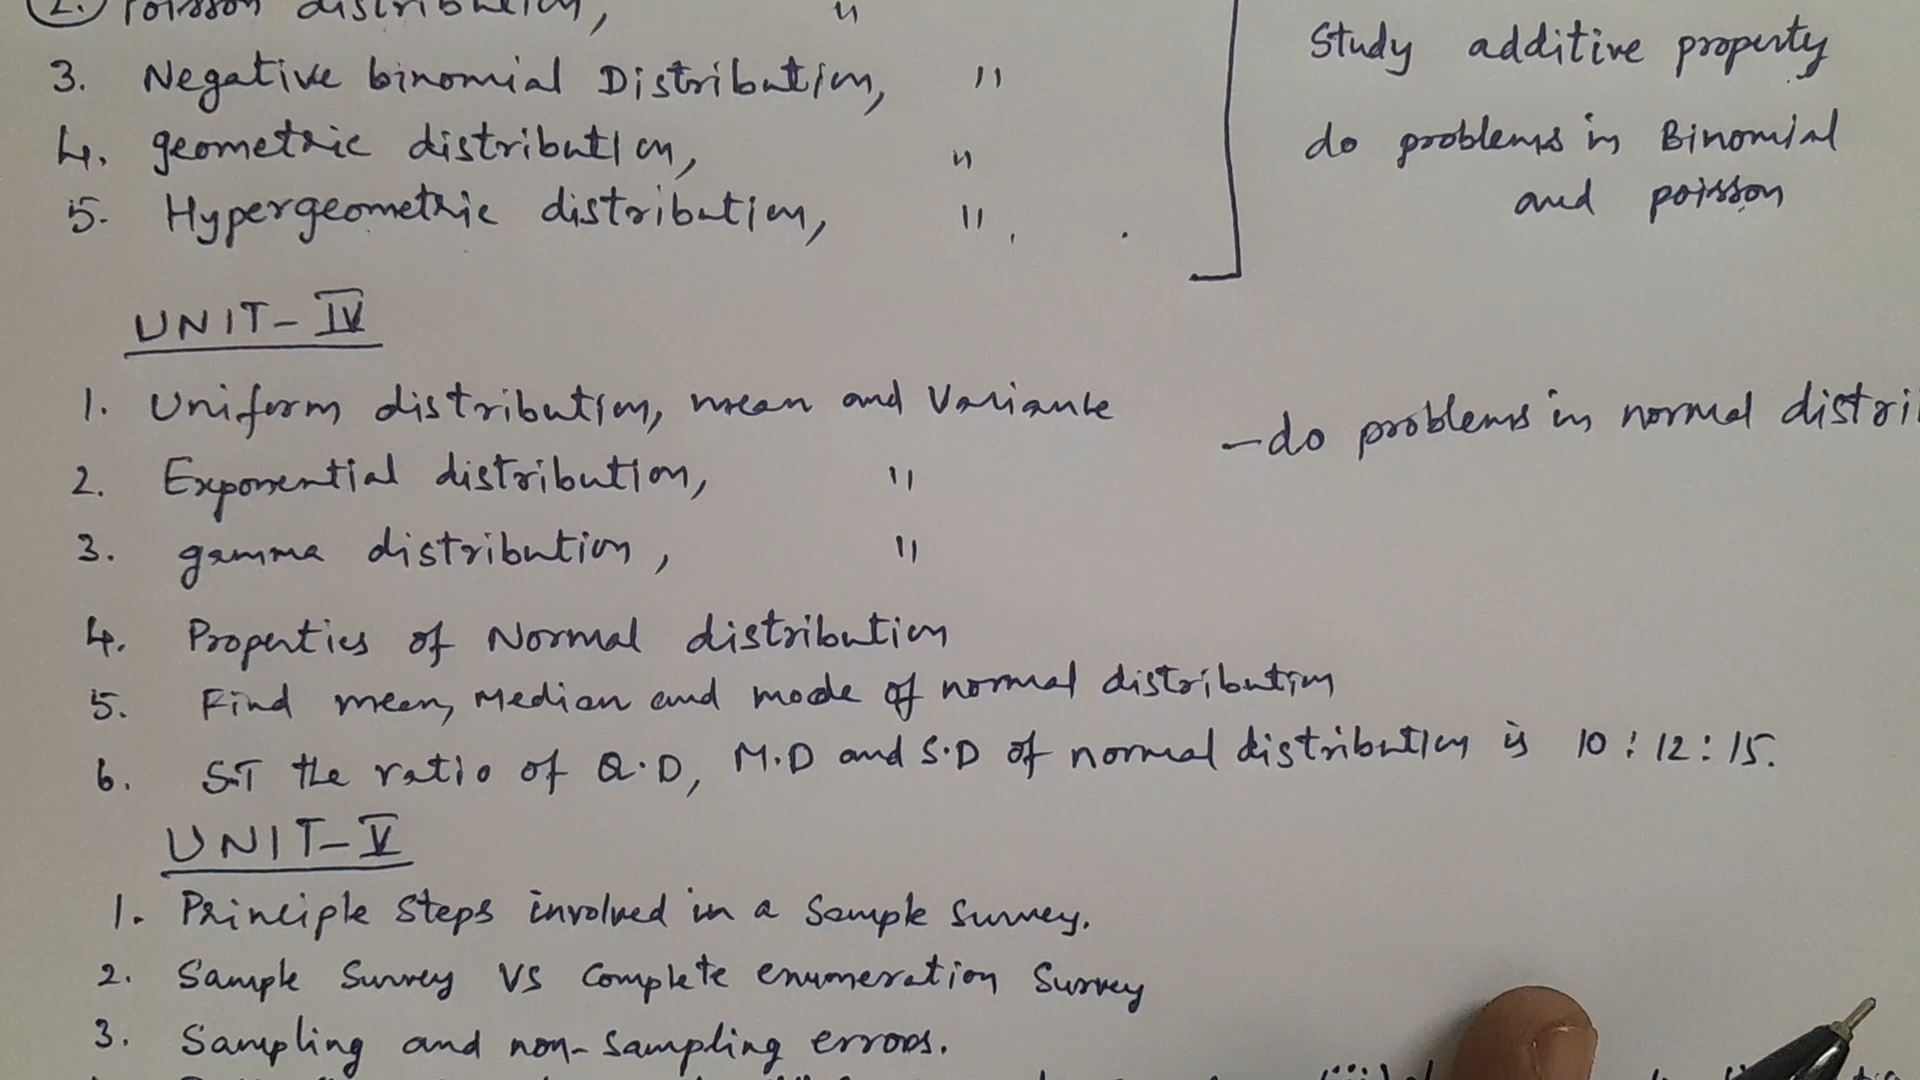 2. Poisson distribution, "
3. Negative binomial Distribution, "
4. geometric distribution, "
5. Hypergeometric distribution, ".
Study additive property
do problems in Binomial
and poisson
UNIT-IV
1. Uniform distribution, mean and Variance
-do problems in normal distri
2. Exponential distribution, "
3. gamma distribution, "
4. Properties of Normal distribution
5. Find mean, Median and mode of normal distribution
6. S.T the ratio of Q.D, M.D and S.D of normal distribution is 10:12:15.
UNIT-V
1. Principle Steps involved in a Sample Survey.
2. Sample Survey VS Complete enumeration Survey
3. Sampling and non-Sampling errors.